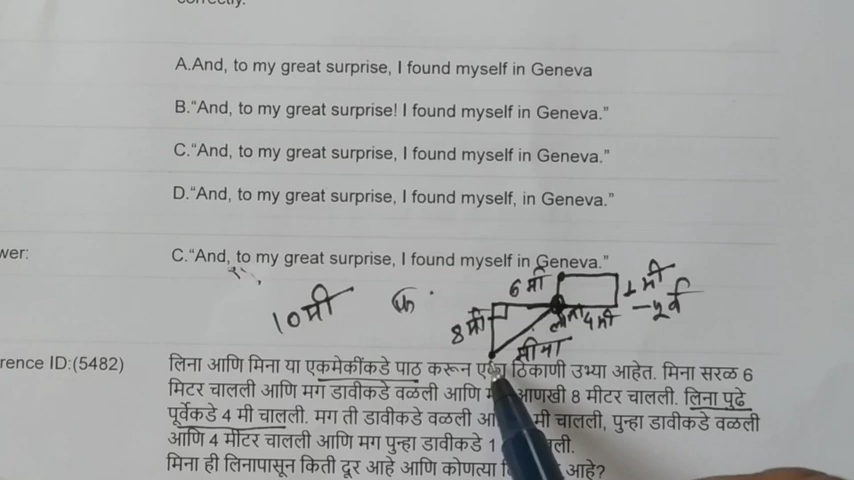 correctly.
A.And, to my great surprise, I found myself in Geneva
B.“And, to my great surprise! I found myself in Geneva.”
C.“And, to my great surprise, I found myself in Geneva.”
D.“And, to my great surprise, I found myself, in Geneva.”
wer: C.“And, to my great surprise, I found myself in Geneva.”
6 मी 1 मी
10 मी 8 मी 4 मी पूर्व
मीना
rence ID:(5482) लिना आणि मिना या एकमेकींकडे पाठ करून ठिकाणी उभ्या आहेत. मिना सरळ 6
मिटर चालली आणि मग डावीकडे वळली आणि आणखी 8 मीटर चालली. लिना पुढे
पूर्वेकडे 4 मी चालली. मग ती डावीकडे वळली मी चालली, पुन्हा डावीकडे वळली
आणि 4 मीटर चालली आणि मग पुन्हा डावीकडे 1
मिना ही लिनापासून किती दूर आहे आणि कोणत्या आहे?